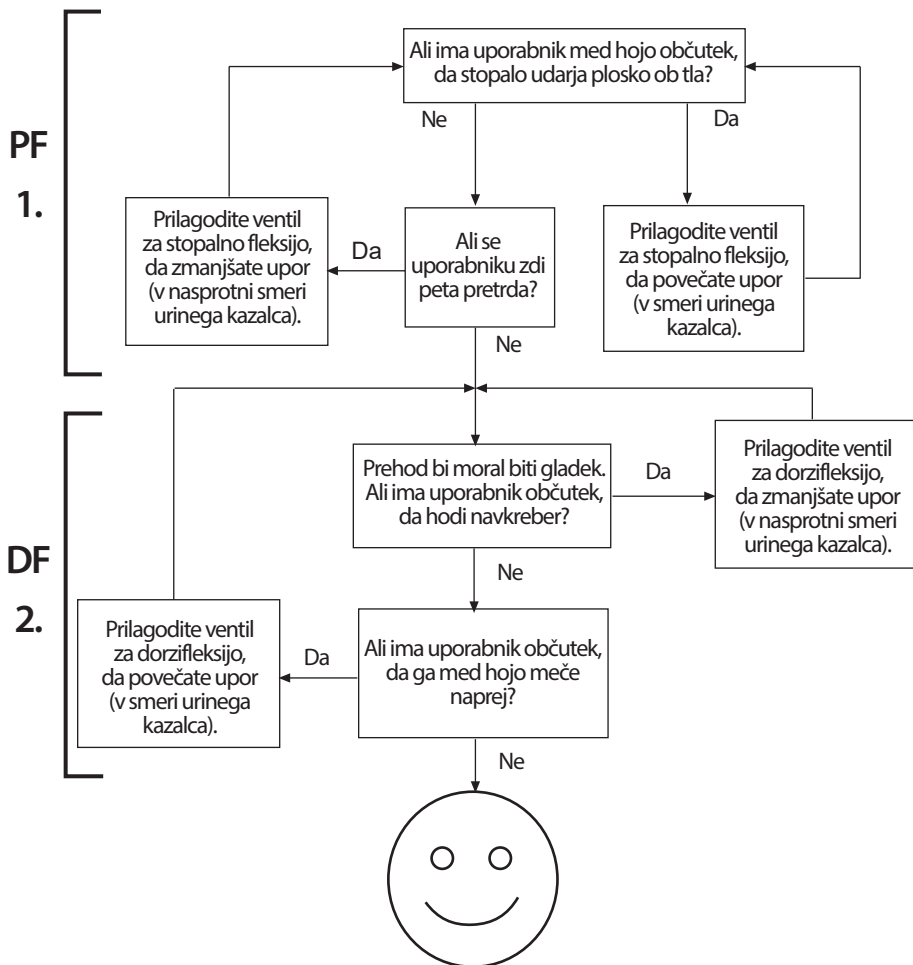 PF
1.
Ali ima uporabnik med hojo občutek,
da stopalo udarja plosko ob tla?
Ne
Da
Prilagodite ventil
za stopalno fleksijo,
da zmanjšate upor
(v nasprotni smeri
urinega kazalca).
Da
Ali se
uporabniku zdi
peta pretrda?
Prilagodite ventil
za stopalno fleksijo,
da povečate upor
(v smeri urinega
kazalca).
Ne
DF
2.
Prehod bi moral biti gladek.
Ali ima uporabnik občutek,
da hodi navkreber?
Da
Prilagodite ventil
za dorzifleksijo,
da zmanjšate upor
(v nasprotni smeri
urinega kazalca).
Ne
Prilagodite ventil
za dorzifleksijo,
da povečate upor
(v smeri urinega
kazalca).
Da
Ali ima uporabnik občutek,
da ga med hojo meče
naprej?
Ne